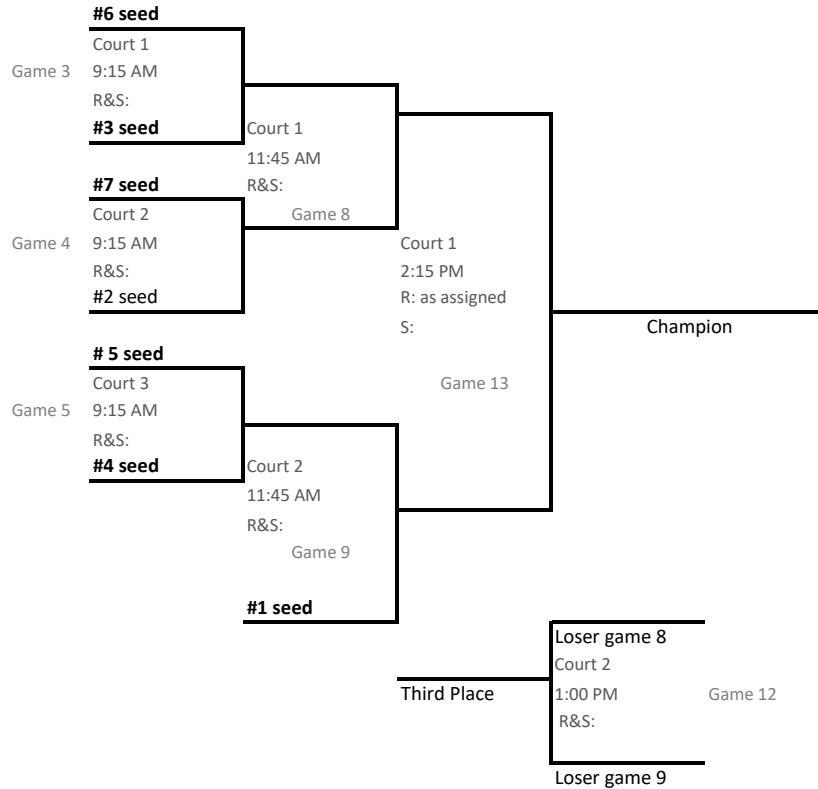 #6 seed
Court 1
Game 3 9:15 AM
R&S:
#3 seed
Court 1
11:45 AM
#7 seed
R&S:
Court 2
Game 8
Game 4 9:15 AM
Court 1
R&S:
2:15 PM
#2 seed
R: as assigned
S:
Champion
# 5 seed
Court 3
Game 13
Game 5 9:15 AM
R&S:
#4 seed
Court 2
11:45 AM
R&S:
Game 9
#1 seed
Loser game 8
Court 2
Third Place
1:00 PM Game 12
R&S:
Loser game 9